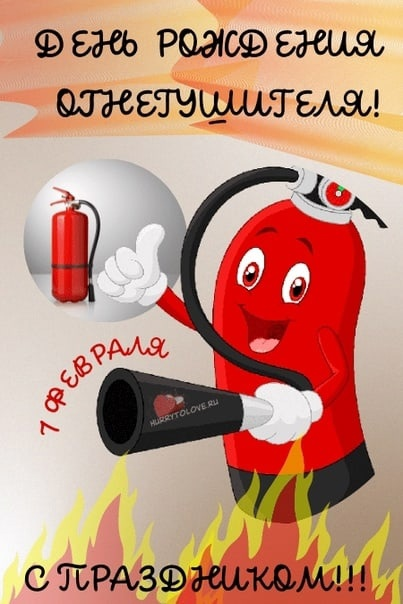 ДЕНЬ РОЖДЕНИЯ
ОГНЕТУШИТЕЛЯ!
7 ФЕВРАЛЯ
HURRYTOLOVE.RU
С ПРАЗДНИКОМ!!!